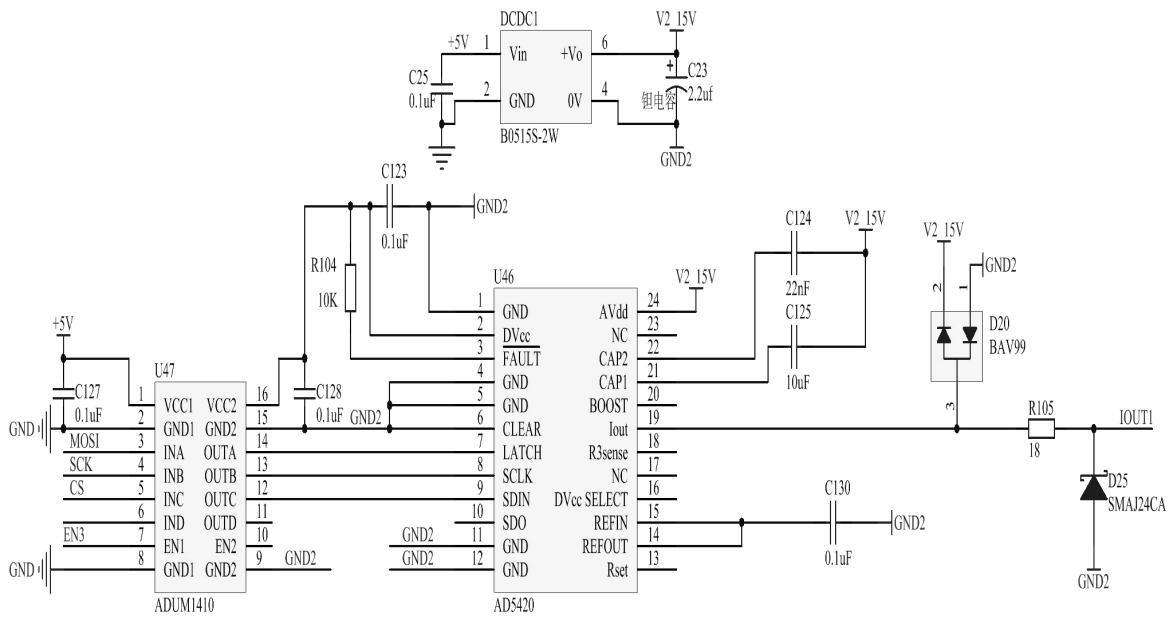 DCDC1
V2_15V
+5V
1
Vin
+Vo
6
C25
0.1uF
2
GND
0V
4
+
C23
2.2uf
钽电容
B0515S-2W
GND2
C123
0.1uF
GND2
R104
10K
C124
22nF
V2_15V
C125
10uF
V2_15V
U46
1 GND AVdd 24
2 DVcc NC 23
3 FAULT CAP2 22
4 GND CAP1 21
5 GND BOOST 20
6 CLEAR Iout 19
7 LATCH R3sense 18
8 SCLK NC 17
9 SDIN DVcc SELECT 16
10 SDO REFIN 15
11 GND REFOUT 14
12 GND Rset 13
AD5420
GND2
GND2
GND2
+5V
C127
0.1uF
C128
0.1uF
GND
MOSI
SCK
CS
EN3
GND
U47
1 VCC1 VCC2 16
2 GND1 GND2 15
3 INA OUTA 14
4 INB OUTB 13
5 INC OUTC 12
6 IND OUTD 11
7 EN1 EN2 10
8 GND1 GND2 9
ADUM1410
GND2
V2_15V
GND2
2
1
D20
BAV99
3
R105
18
IOUT1
D25
SMAJ24CA
GND2
C130
0.1uF
GND2